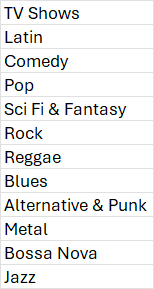 TV Shows
Latin
Comedy
Pop
Sci Fi & Fantasy
Rock
Reggae
Blues
Alternative & Punk
Metal
Bossa Nova
Jazz